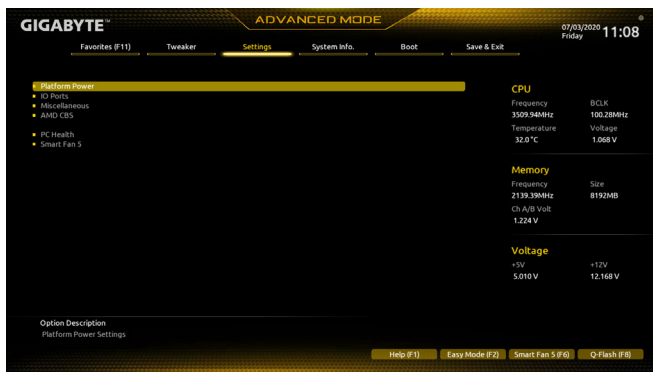 GIGABYTE™
ADVANCED MODE
07/03/2020
Friday
11:08
Favorites (F11) Tweaker Settings System Info. Boot Save & Exit
Platform Power
IO Ports
Miscellaneous
AMD CBS
PC Health
Smart Fan 5
CPU
Frequency BCLK
3509.94MHz 100.28MHz
Temperature Voltage
32.0 °C 1.068 V
Memory
Frequency Size
2139.39MHz 8192MB
Ch A/B Volt
1.224 V
Voltage
+5V +12V
5.010 V 12.168 V
Option Description
Platform Power Settings
Help (F1) Easy Mode (F2) Smart Fan 5 (F6) Q-Flash (F8)